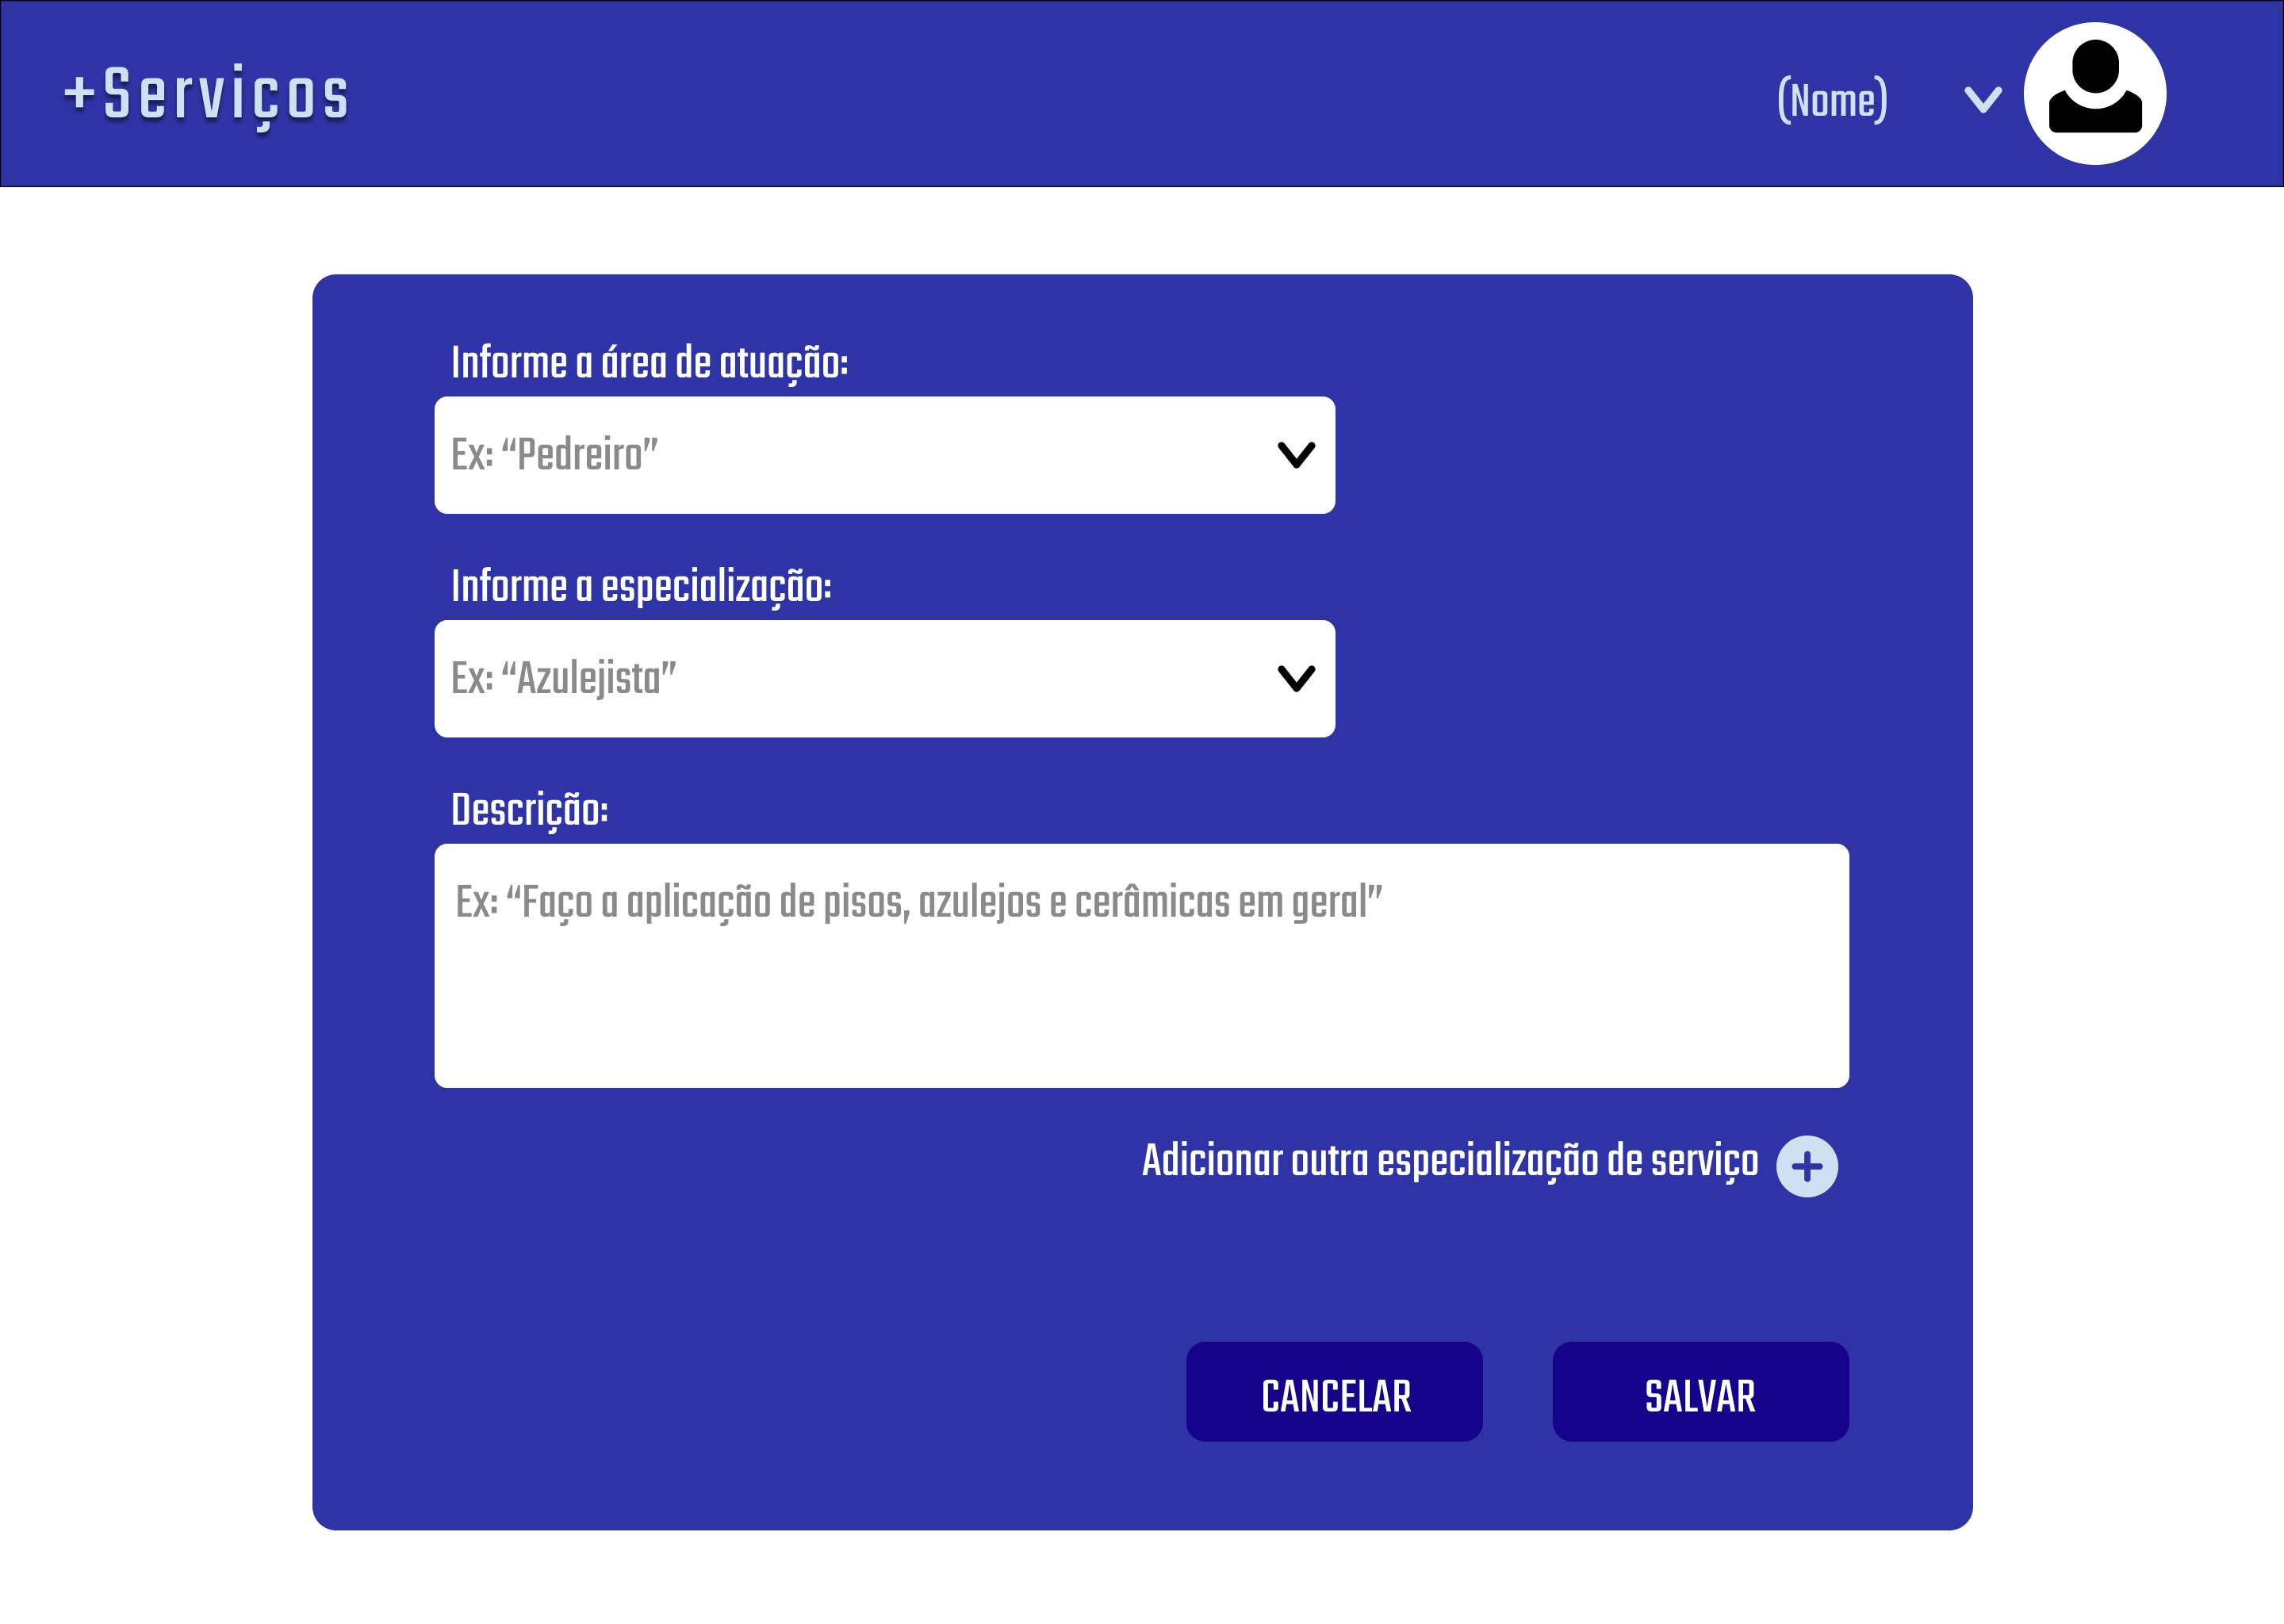 +Serviços
(Nome)
Informe a área de atuação:
Ex: “Pedreiro”
Informe a especialização:
Ex: “Azulejista”
Descrição:
Ex: “Faço a aplicação de pisos, azulejos e cerâmicas em geral”
Adicionar outra especialização de serviço
CANCELAR
SALVAR